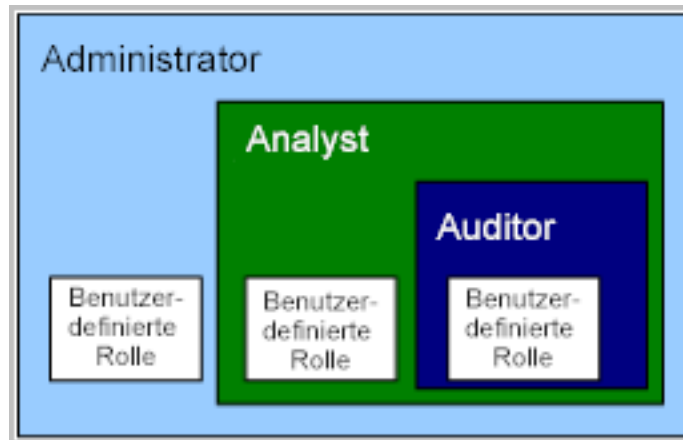 Administrator
Analyst
Auditor
Benutzer-
definierte
Rolle
Benutzer-
definierte
Rolle
Benutzer-
definierte
Rolle